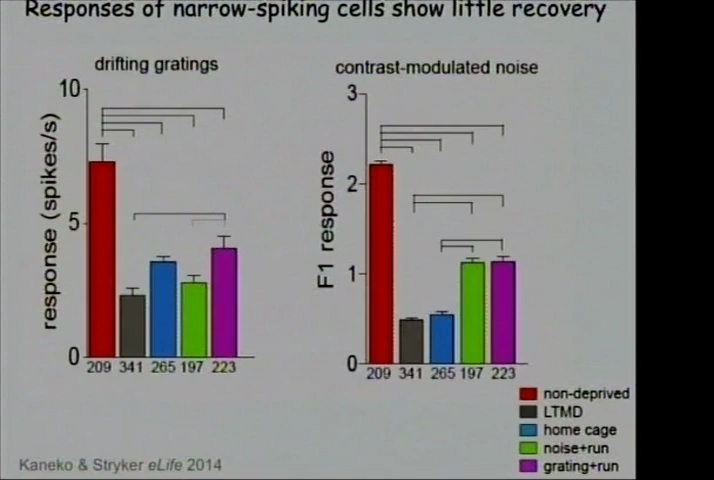 Responses of narrow-spiking cells show little recovery
drifting gratings
contrast-modulated noise
10
5
0
response (spikes/s)
209 341 265 197 223
3
2
1
0
F1 response
209 411 265 197 223
non-deprived
LTMD
home cage
noise+run
grating+run
Kaneko & Stryker eLife 2014